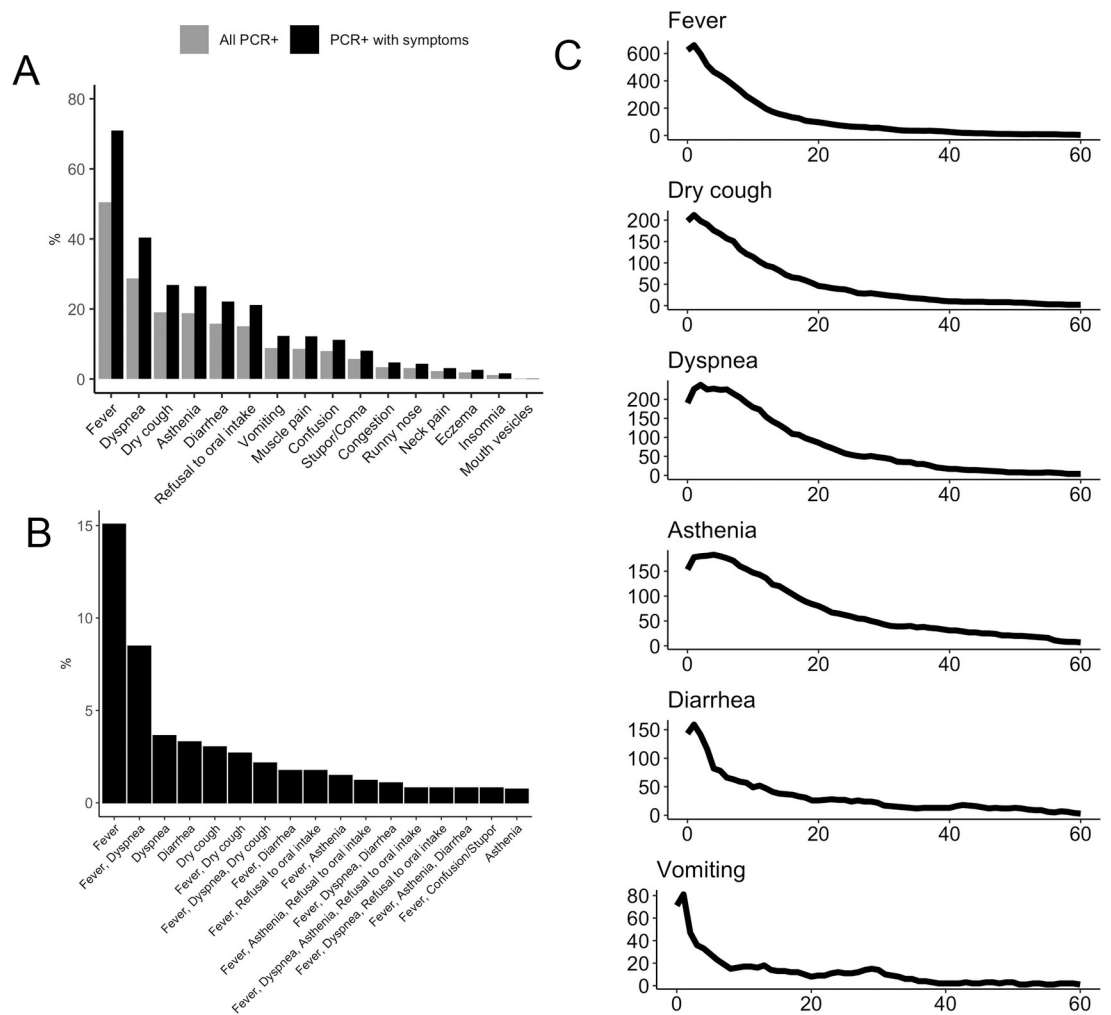 All PCR+
PCR+ with symptoms
A
%
80
60
40
20
0
Fever
Dyspnea
Dry cough
Asthenia
Diarrhea
Refusal to oral intake
Vomiting
Muscle pain
Confusion
Stupor/Coma
Congestion
Runny nose
Neck pain
Eczema
Insomnia
Mouth vesicles
B
%
15
10
5
0
Fever
Fever, Dyspnea
Dyspnea
Diarrhea
Dry cough
Fever, Dry cough
Fever, Dyspnea, Dry cough
Fever, Diarrhea
Fever, Refusal to oral intake
Fever, Asthenia
Fever, Asthenia, Refusal to oral intake
Fever, Dyspnea, Diarrhea
Fever, Dyspnea, Asthenia, Refusal to oral intake
Fever, Dyspnea, Refusal to oral intake
Fever, Asthenia, Diarrhea
Fever, Confusion/Stupor
Asthenia
C
Fever
600
400
200
0
0 20 40 60
Dry cough
200
150
100
50
0
0 20 40 60
Dyspnea
200
150
100
50
0
0 20 40 60
Asthenia
150
100
50
0
0 20 40 60
Diarrhea
150
100
50
0
0 20 40 60
Vomiting
80
60
40
20
0
0 20 40 60